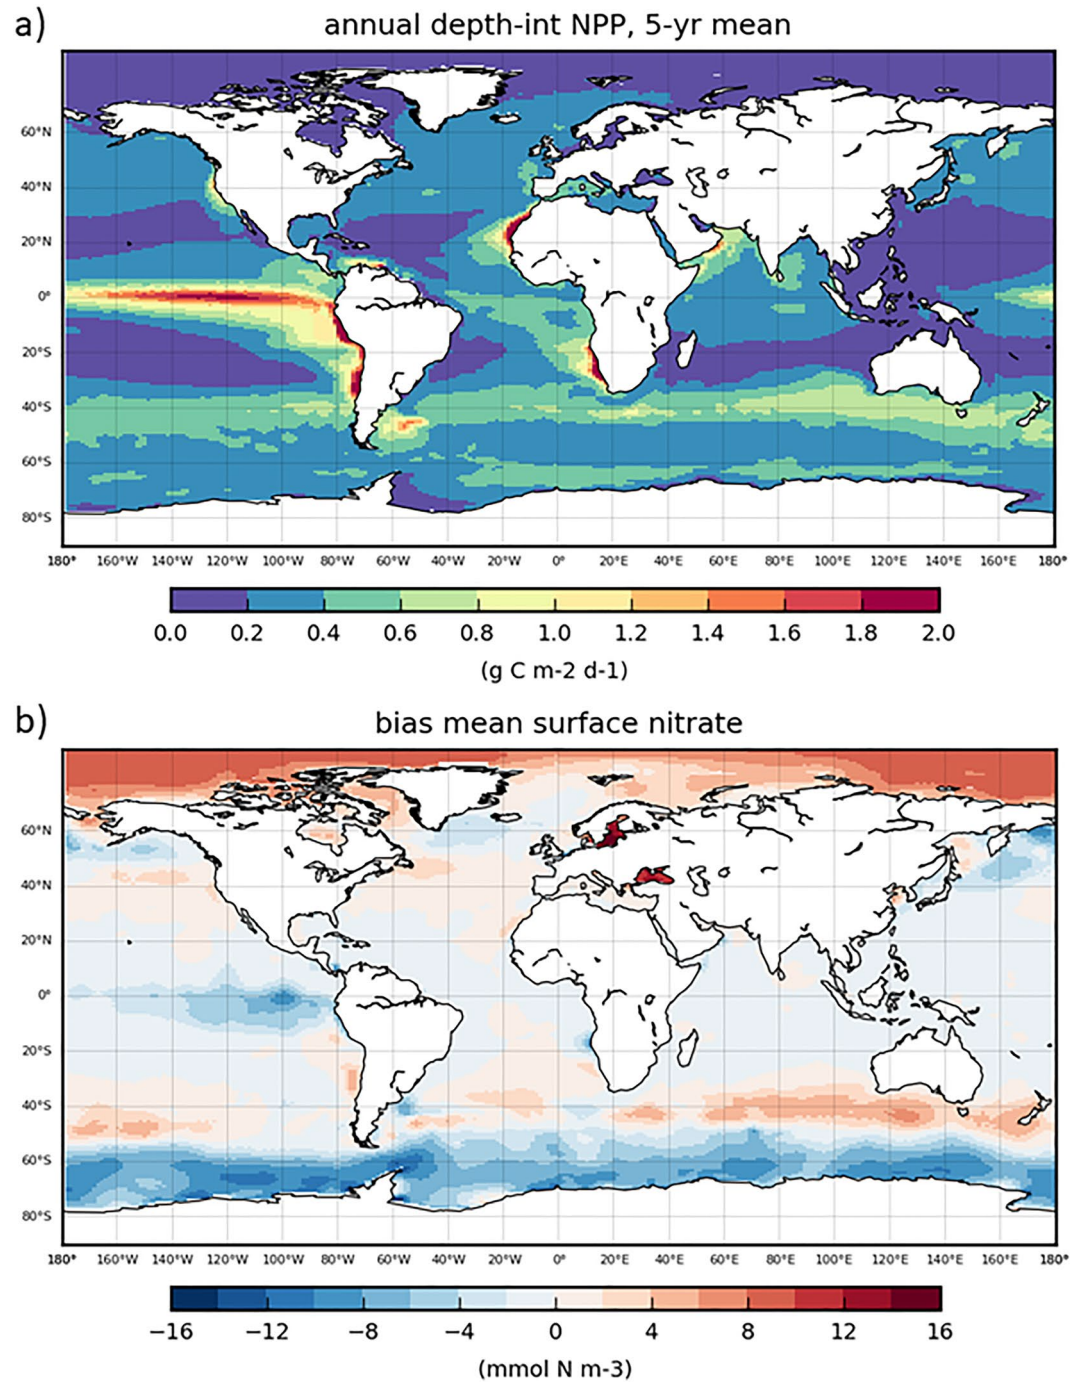 a)
annual depth-int NPP, 5-yr mean
60°N
40°N
20°N
0°
20°S
40°S
60°S
80°S
180° 160°W 140°W 120°W 100°W 80°W 60°W 40°W 20°W 0° 20°E 40°E 60°E 80°E 100°E 120°E 140°E 160°E 180°
0.0 0.2 0.4 0.6 0.8 1.0 1.2 1.4 1.6 1.8 2.0
(g C m-2 d-1)
b)
bias mean surface nitrate
60°N
40°N
20°N
0°
20°S
40°S
60°S
80°S
180° 160°W 140°W 120°W 100°W 80°W 60°W 40°W 20°W 0° 20°E 40°E 60°E 80°E 100°E 120°E 140°E 160°E 180°
−16 −12 −8 −4 0 4 8 12 16
(mmol N m-3)